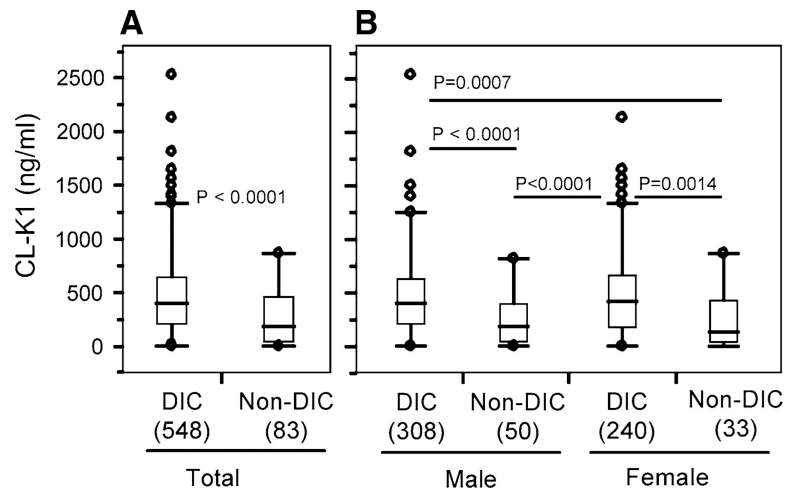 A
B
CL-K1 (ng/ml)
2500
2000
1500
1000
500
0
P < 0.0001
P=0.0007
P < 0.0001
P<0.0001 P=0.0014
DIC Non-DIC DIC Non-DIC DIC Non-DIC
(548) (83) (308) (50) (240) (33)
Total Male Female